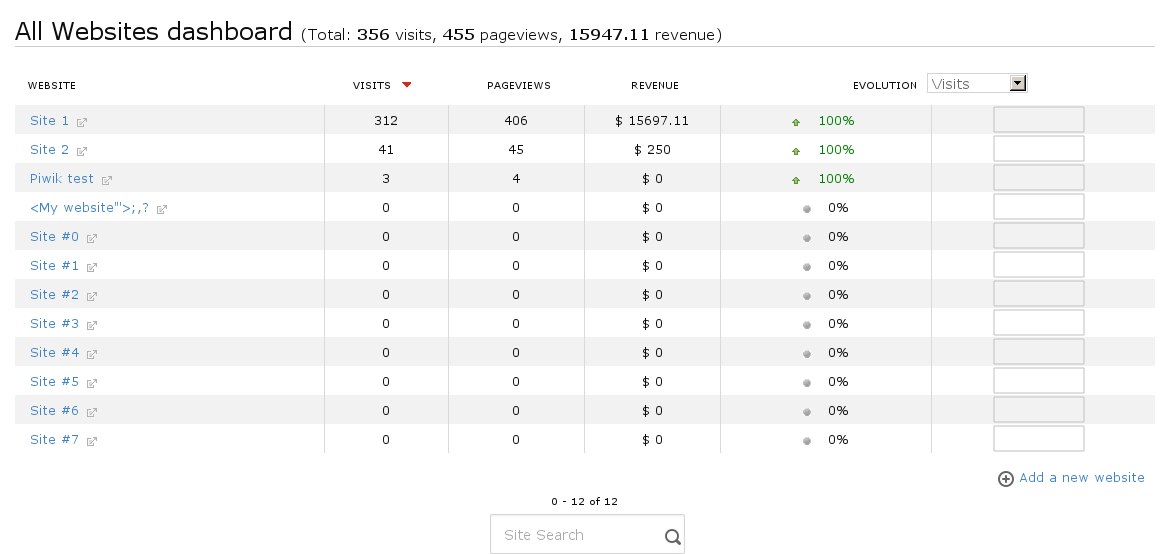 All Websites dashboard (Total: 356 visits, 455 pageviews, 15947.11 revenue)
WEBSITE VISITS PAGEVIEWS REVENUE EVOLUTION Visits
Site 1 312 406 $ 15697.11 100%
Site 2 41 45 $ 250 100%
Piwik test 3 4 $ 0 100%
<My website"'>;,? 0 0 $ 0 0%
Site #0 0 0 $ 0 0%
Site #1 0 0 $ 0 0%
Site #2 0 0 $ 0 0%
Site #3 0 0 $ 0 0%
Site #4 0 0 $ 0 0%
Site #5 0 0 $ 0 0%
Site #6 0 0 $ 0 0%
Site #7 0 0 $ 0 0%
Add a new website
0 - 12 of 12
Site Search